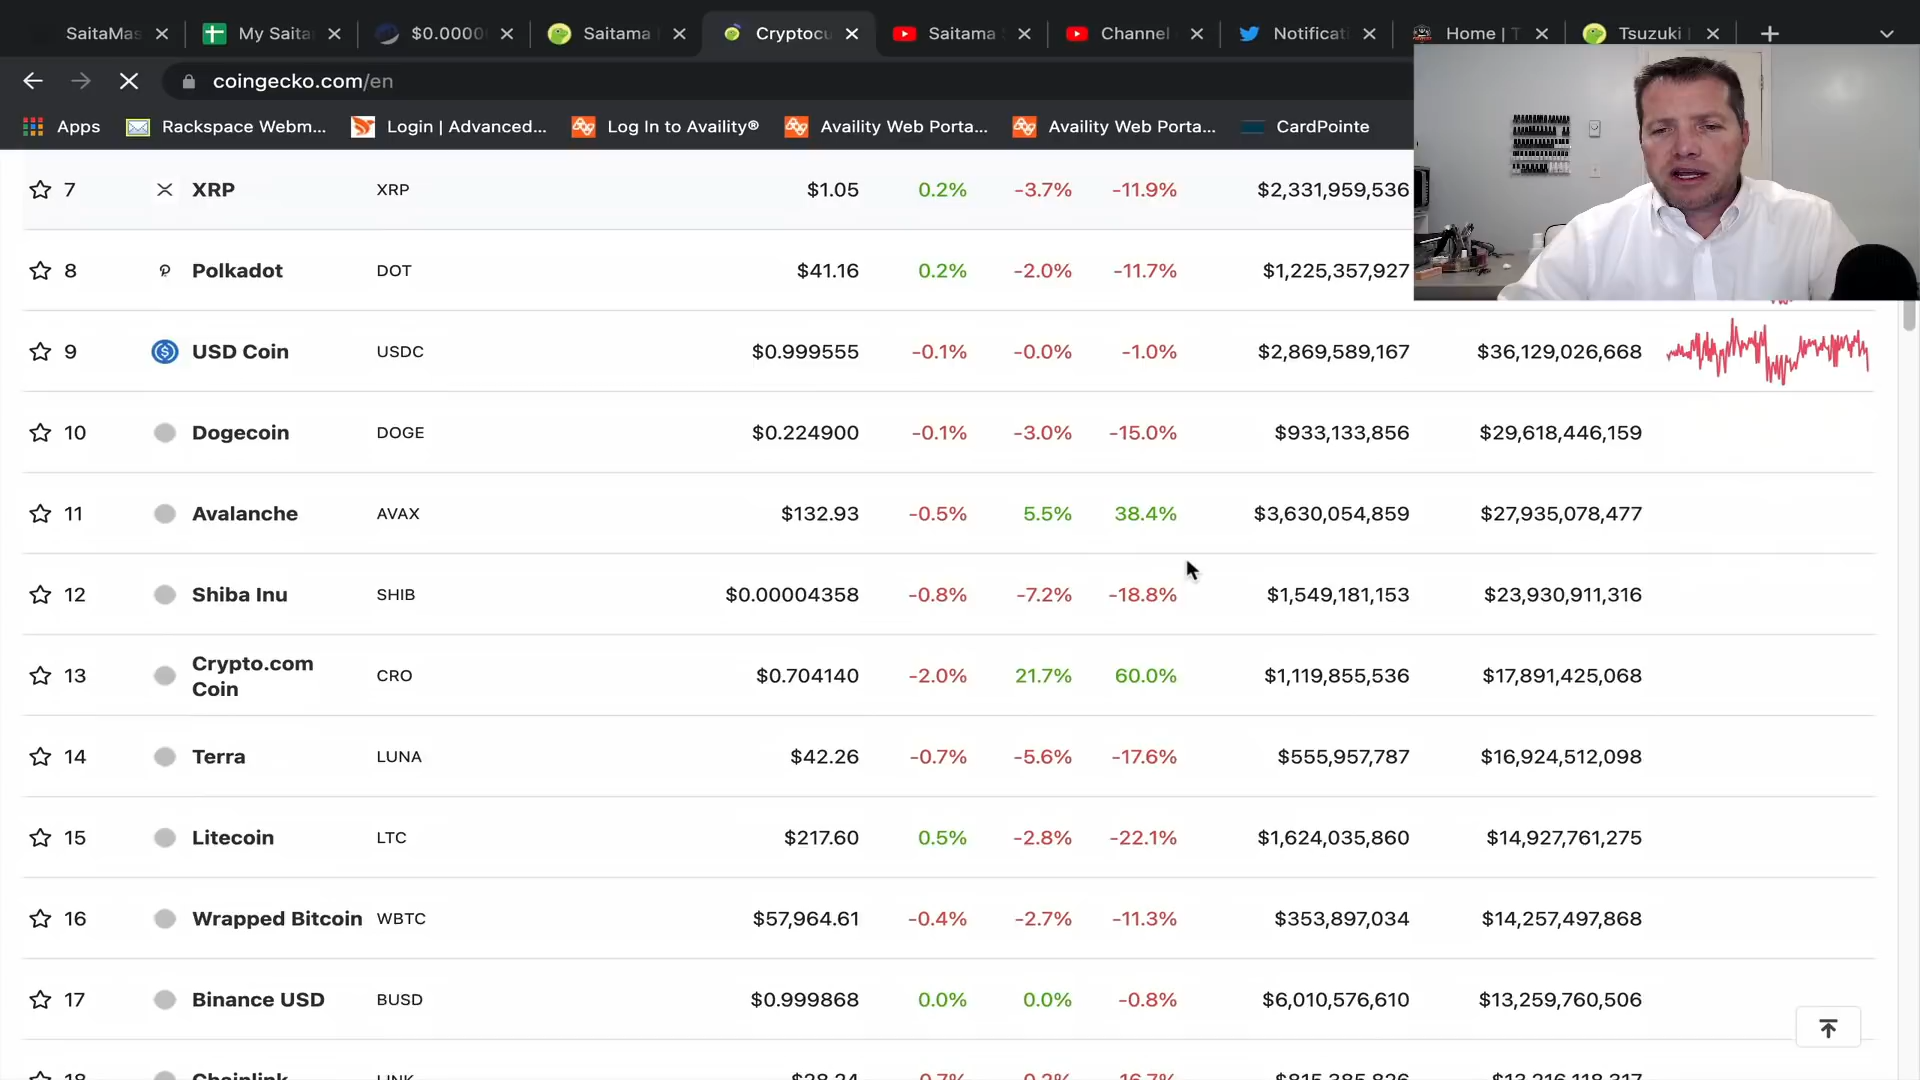 SaitaMas
My Saita
$0.0000
Saitama
Cryptocu
Saitama
Channel
Notificati
Home | T
Tsuzuki
coingecko.com/en
Apps
Rackspace Webm...
Login | Advanced...
Log In to Availity®
Availity Web Porta...
Availity Web Porta...
CardPointe
7 XRP XRP $1.05 0.2% -3.7% -11.9% $2,331,959,536
8 Polkadot DOT $41.16 0.2% -2.0% -11.7% $1,225,357,927
9 USD Coin USDC $0.999555 -0.1% -0.0% -1.0% $2,869,589,167 $36,129,026,668
10 Dogecoin DOGE $0.224900 -0.1% -3.0% -15.0% $933,133,856 $29,618,446,159
11 Avalanche AVAX $132.93 -0.5% 5.5% 38.4% $3,630,054,859 $27,935,078,477
12 Shiba Inu SHIB $0.00004358 -0.8% -7.2% -18.8% $1,549,181,153 $23,930,911,316
13 Crypto.com
Coin CRO $0.704140 -2.0% 21.7% 60.0% $1,119,855,536 $17,891,425,068
14 Terra LUNA $42.26 -0.7% -5.6% -17.6% $555,957,787 $16,924,512,098
15 Litecoin LTC $217.60 0.5% -2.8% -22.1% $1,624,035,860 $14,927,761,275
16 Wrapped Bitcoin WBTC $57,964.61 -0.4% -2.7% -11.3% $353,897,034 $14,257,497,868
17 Binance USD BUSD $0.999868 0.0% 0.0% -0.8% $6,010,576,610 $13,259,760,506